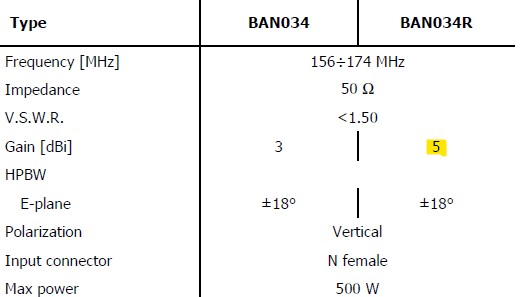 Type BAN034 BAN034R
Frequency [MHz] 156÷174 MHz
Impedance 50 Ω
V.S.W.R. <1.50
Gain [dBi] 3 5
HPBW
E-plane ±18° ±18°
Polarization Vertical
Input connector N female
Max power 500 W